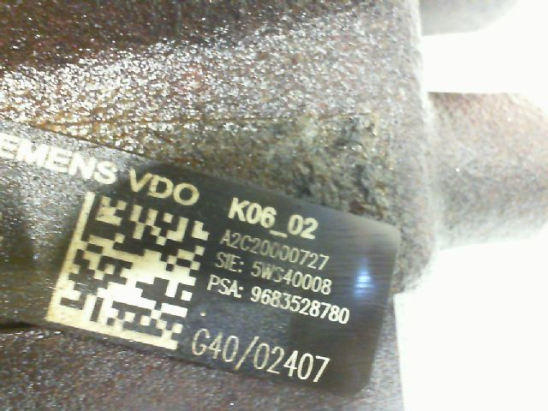 EMENS VDO
K06_02
A2C20000727
SIE: 5WS40008
PSA: 9683528780
G40/02407